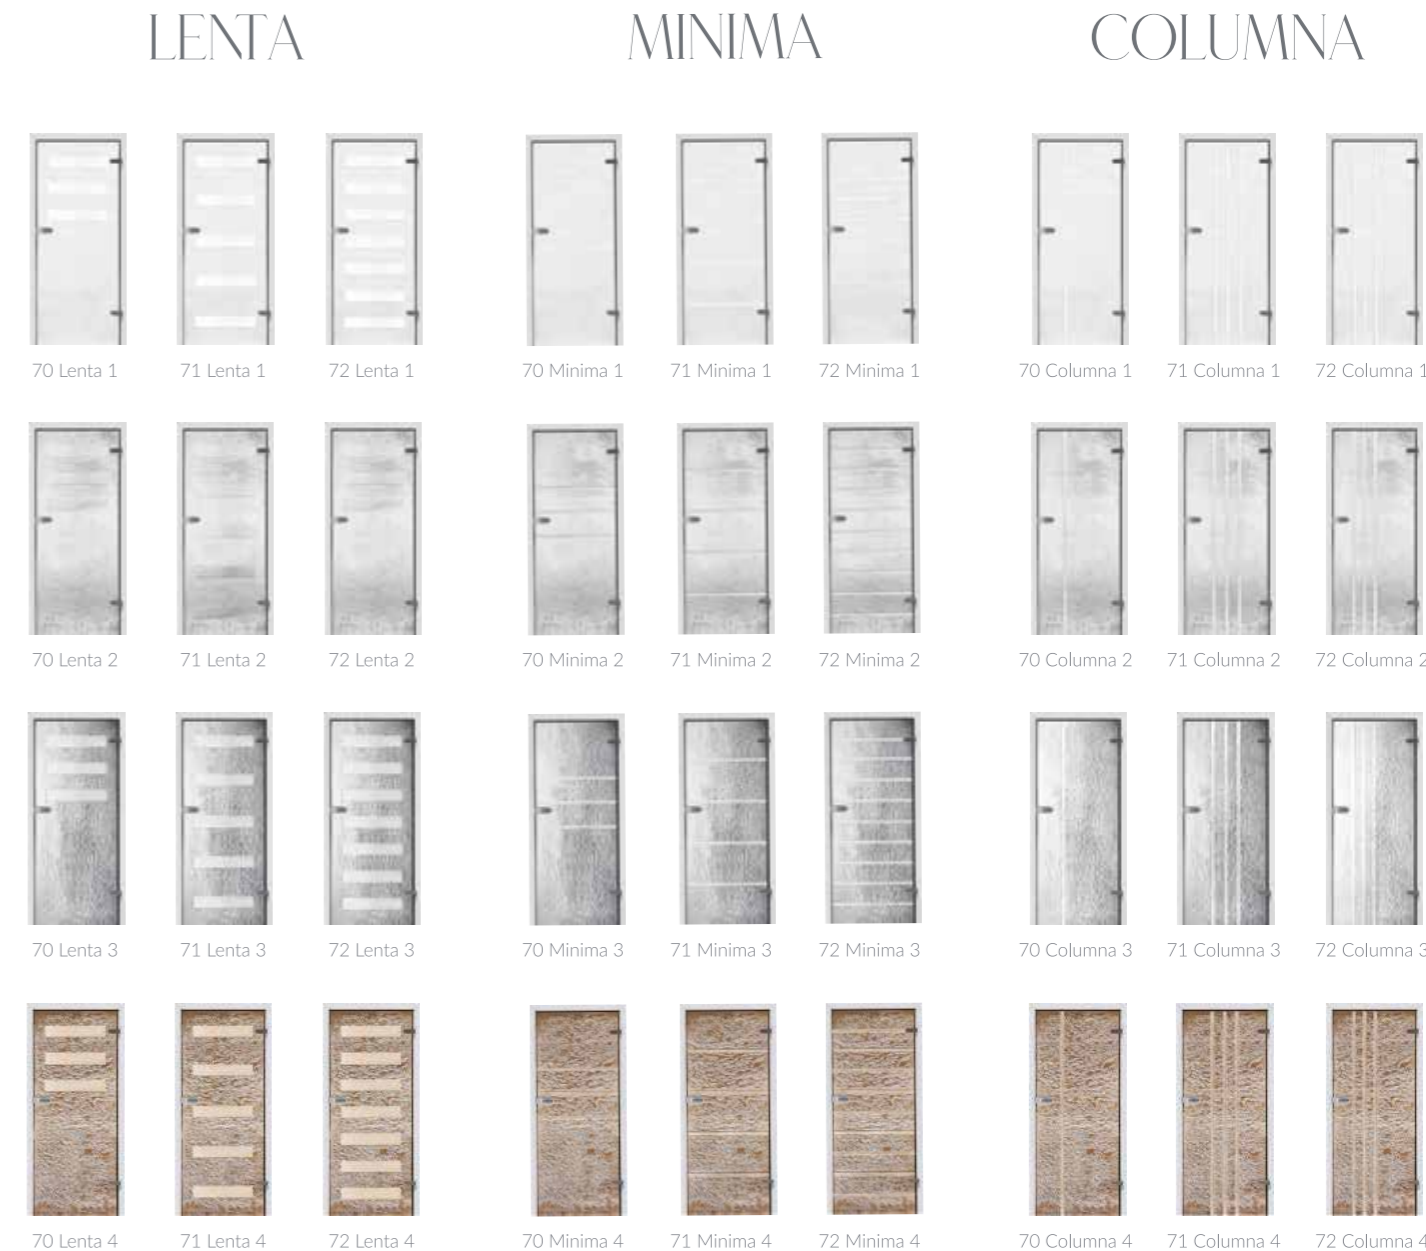 LENTA MINIMA COLUMNA
70 Lenta 1 71 Lenta 1 72 Lenta 1 70 Minima 1 71 Minima 1 72 Minima 1 70 Columna 1 71 Columna 1 72 Columna 1
70 Lenta 2 71 Lenta 2 72 Lenta 2 70 Minima 2 71 Minima 2 72 Minima 2 70 Columna 2 71 Columna 2 72 Columna 2
70 Lenta 3 71 Lenta 3 72 Lenta 3 70 Minima 3 71 Minima 3 72 Minima 3 70 Columna 3 71 Columna 3 72 Columna 3
70 Lenta 4 71 Lenta 4 72 Lenta 4 70 Minima 4 71 Minima 4 72 Minima 4 70 Columna 4 71 Columna 4 72 Columna 4